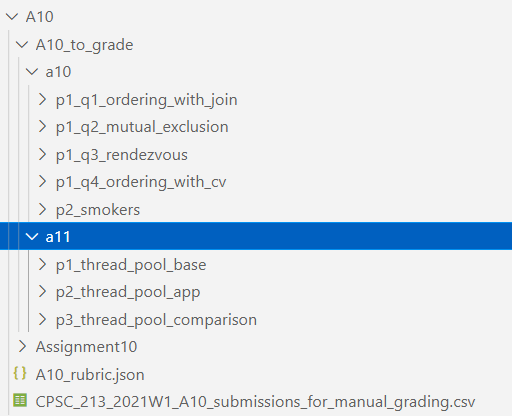 A10
A10_to_grade
a10
p1_q1_ordering_with_join
p1_q2_mutual_exclusion
p1_q3_rendezvous
p1_q4_ordering_with_cv
p2_smokers
a11
p1_thread_pool_base
p2_thread_pool_app
p3_thread_pool_comparison
Assignment10
{} A10_rubric.json
CPSC_213_2021W1_A10_submissions_for_manual_grading.csv